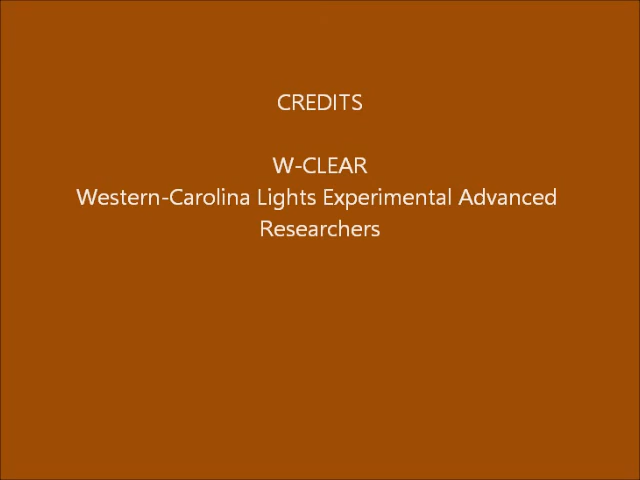 CREDITS
W-CLEAR
Western-Carolina Lights Experimental Advanced
Researchers